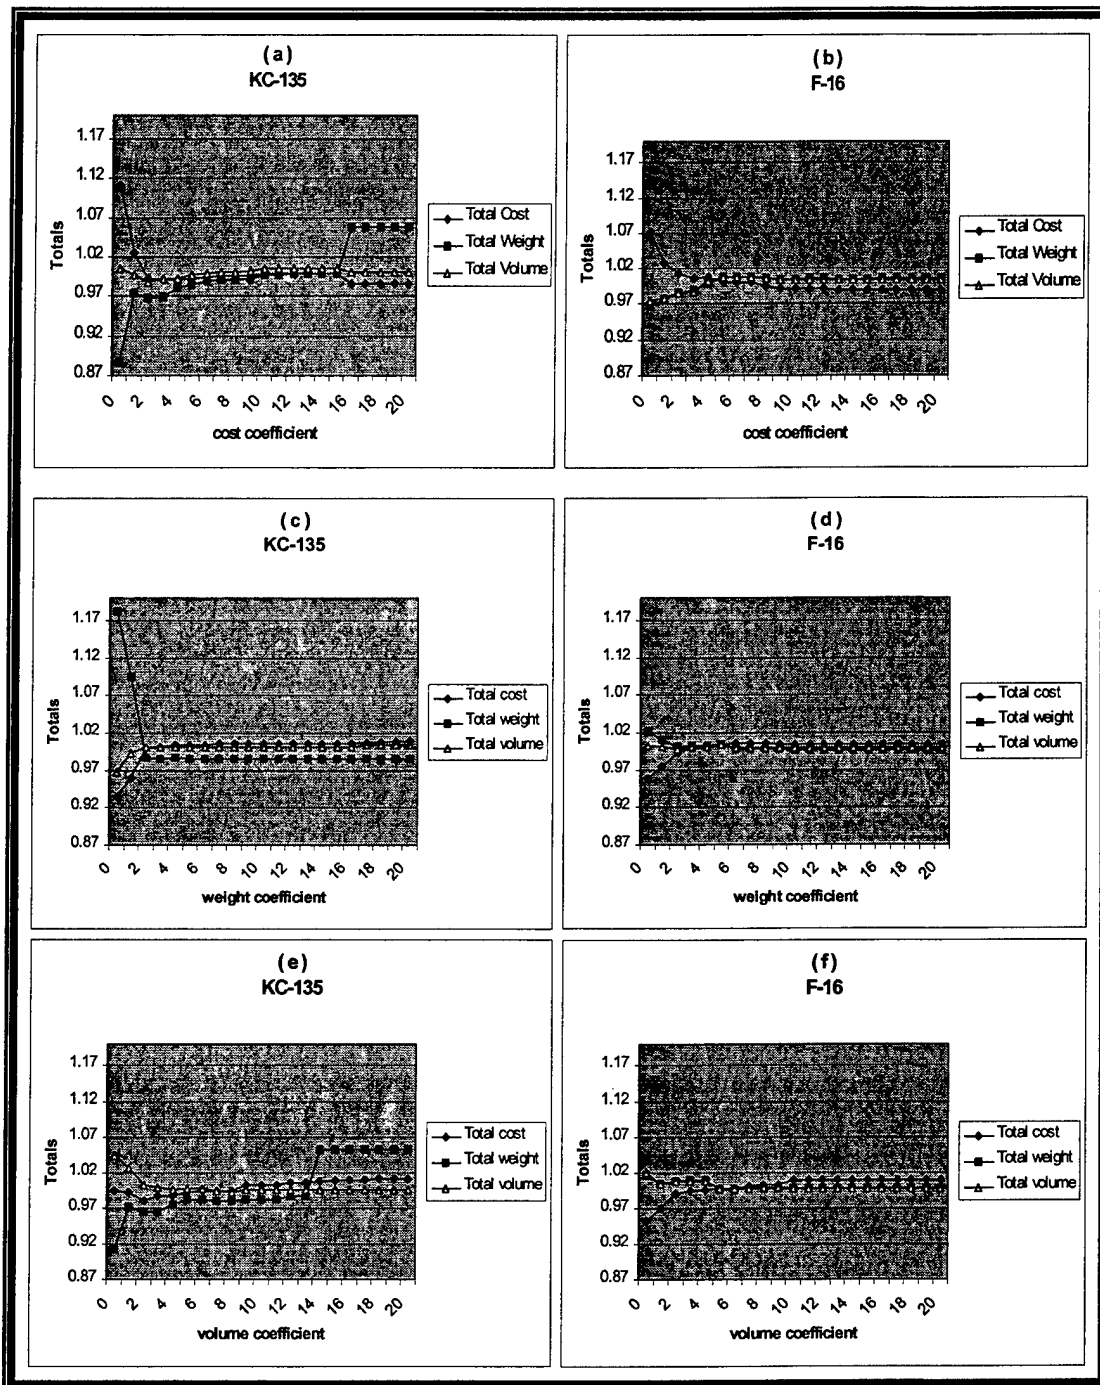 (a)
KC-135
1.17
1.12
1.07
1.02
0.97
0.92
0.87
Totals
0 2 4 6 8 10 12 14 16 18 20
cost coefficient
Total Cost
Total Weight
Total Volume
(b)
F-16
1.17
1.12
1.07
1.02
0.97
0.92
0.87
Totals
0 2 4 6 8 10 12 14 16 18 20
cost coefficient
Total Cost
Total Weight
Total Volume
(c)
KC-135
1.17
1.12
1.07
1.02
0.97
0.92
0.87
Totals
0 2 4 6 8 10 12 14 16 18 20
weight coefficient
Total cost
Total weight
Total volume
(d)
F-16
1.17
1.12
1.07
1.02
0.97
0.92
0.87
Totals
0 2 4 6 8 10 12 14 16 18 20
weight coefficient
Total cost
Total weight
Total volume
(e)
KC-135
1.17
1.12
1.07
1.02
0.97
0.92
0.87
Totals
0 2 4 6 8 10 12 14 16 18 20
volume coefficient
Total cost
Total weight
Total volume
(f)
F-16
1.17
1.12
1.07
1.02
0.97
0.92
0.87
Totals
0 2 4 6 8 10 12 14 16 18 20
volume coefficient
Total cost
Total weight
Total volume